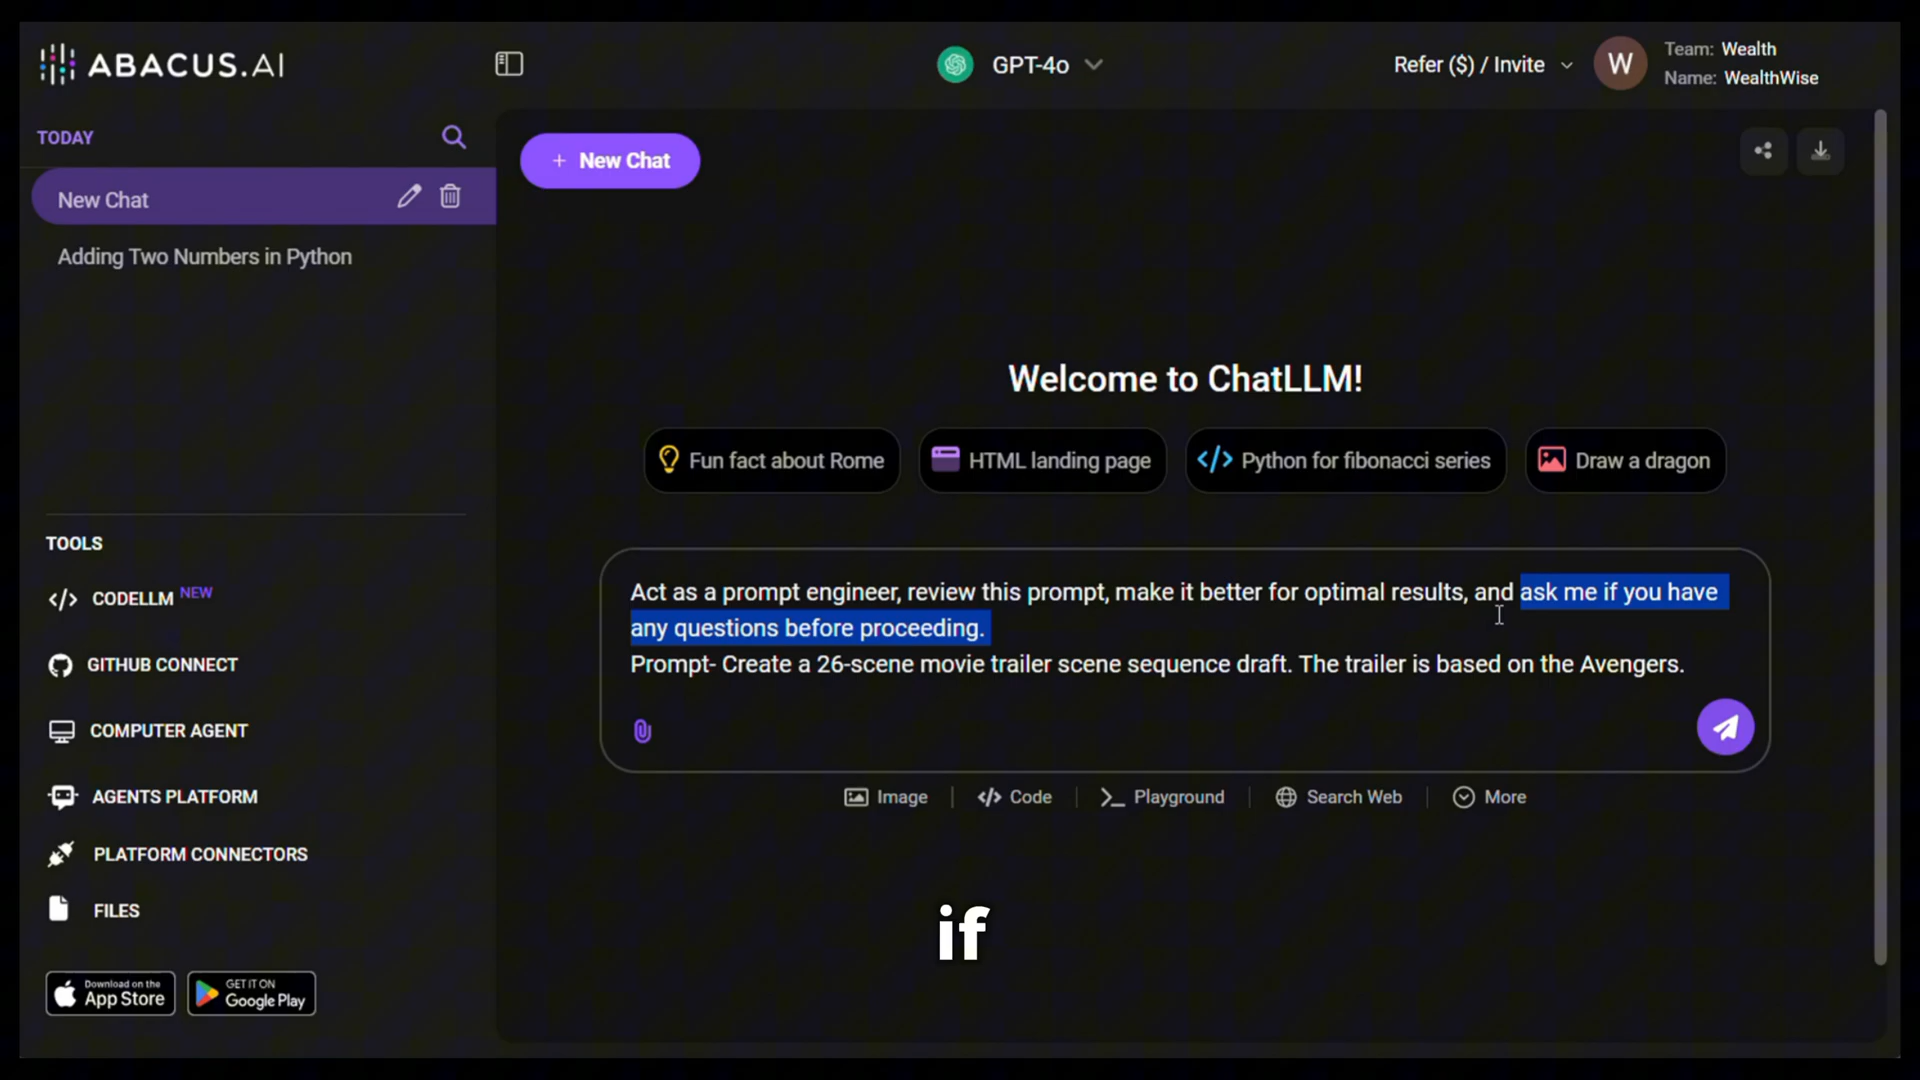 ABACUS.AI
GPT-4o
Refer ($) / Invite
W
Team: Wealth
Name: WealthWise
TODAY
+ New Chat
New Chat
Adding Two Numbers in Python
Welcome to ChatLLM!
Fun fact about Rome
HTML landing page
Python for fibonacci series
Draw a dragon
TOOLS
CODELLM NEW
GITHUB CONNECT
COMPUTER AGENT
AGENTS PLATFORM
PLATFORM CONNECTORS
FILES
Download on the
App Store
GET IT ON
Google Play
Act as a prompt engineer, review this prompt, make it better for optimal results, and ask me if you have
any questions before proceeding.
Prompt- Create a 26-scene movie trailer scene sequence draft. The trailer is based on the Avengers.
Image
Code
Playground
Search Web
More
if